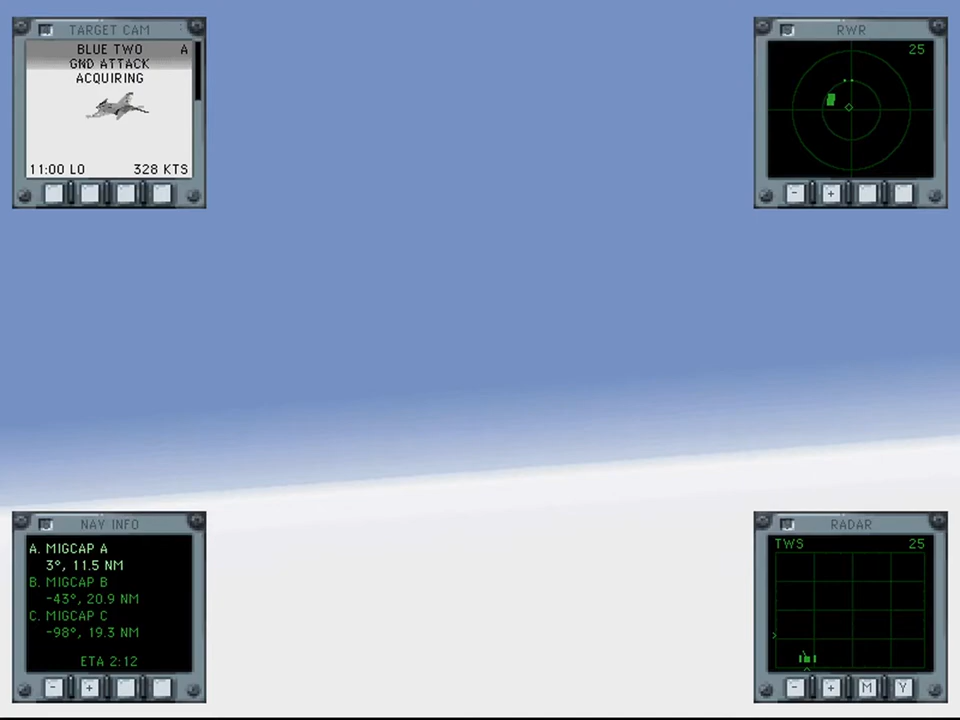 TARGET CAM
BLUE TWO A
GND ATTACK
ACQUIRING
11:00 LO 328 KTS
RWR
25
- +
NAV INFO
A. MIGCAP A
3°, 11.5 NM
B. MIGCAP B
-43°, 20.9 NM
C. MIGCAP C
-98°, 19.3 NM
ETA 2:12
- +
RADAR
TWS 25
- + M Y